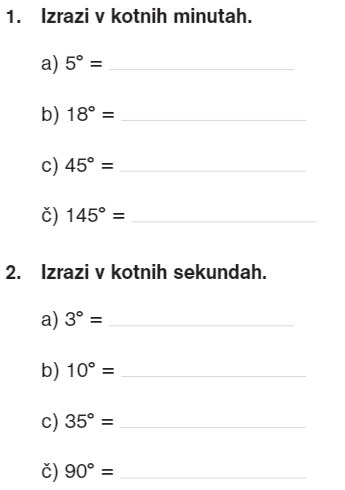 1. Izrazi v kotnih minutah.
a) 5° =
b) 18° =
c) 45° =
č) 145° =
2. Izrazi v kotnih sekundah.
a) 3° =
b) 10° =
c) 35° =
č) 90° =